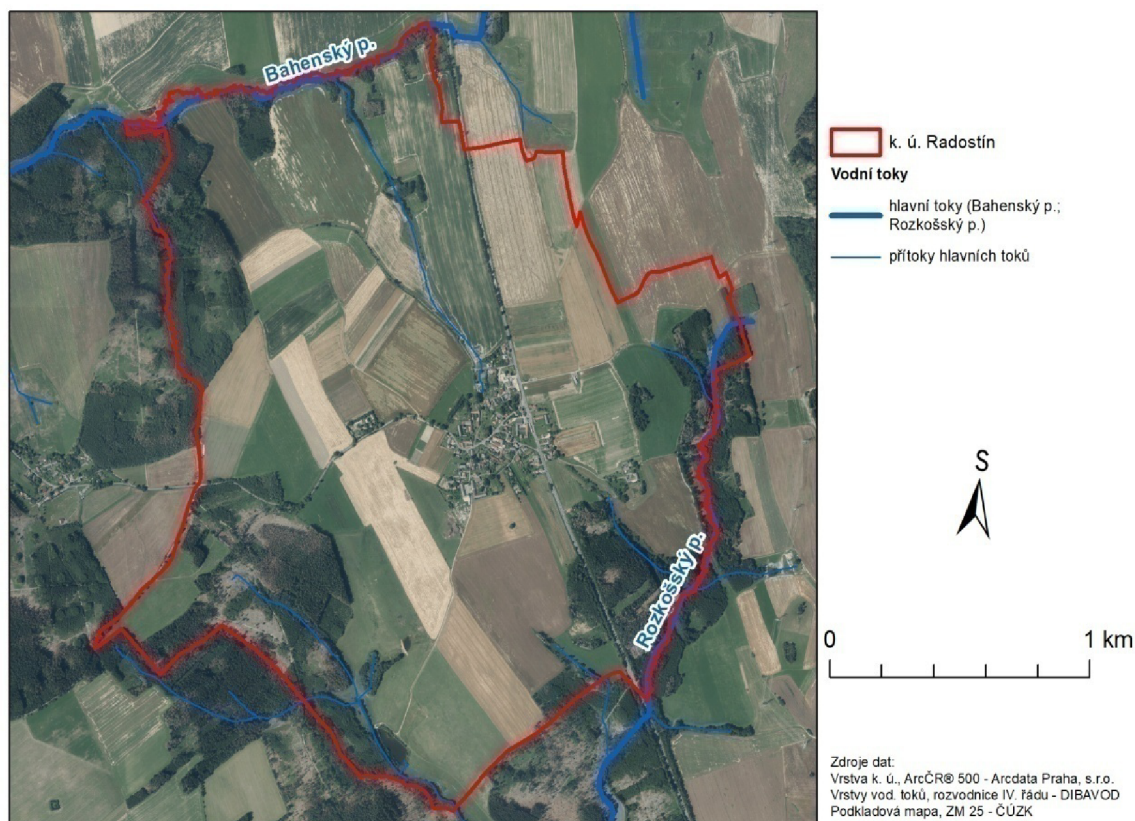 Bahenský p.
Rozkošský p.
k. ú. Radostín
Vodní toky
hlavní toky (Bahenský p.;
Rozkošský p.)
přítoky hlavních toků
S
0 1 km
Zdroje dat:
Vrstva k. ú., ArcČR® 500 - Arcdata Praha, s.r.o.
Vrstvy vod. toků, rozvodnice IV. řádu - DIBAVOD
Podkladová mapa, ZM 25 - ČÚZK